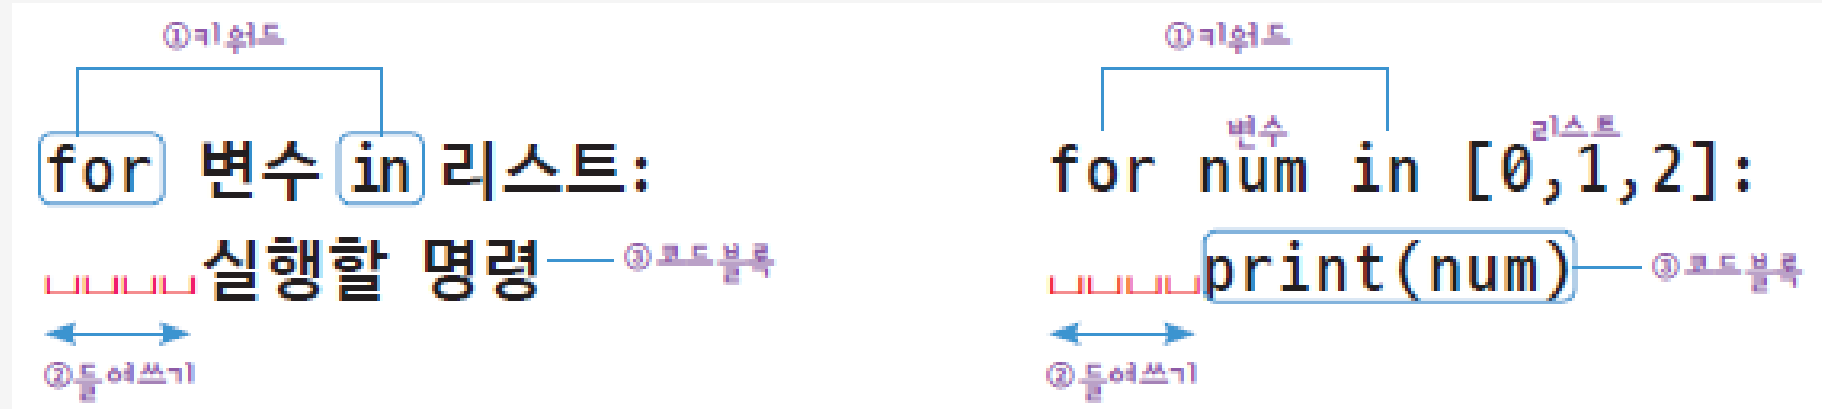 ①키워드
for 변수 in 리스트:
실행할 명령 ③코드 블록
②들여쓰기
①키워드
변수 리스트
for num in [0,1,2]:
print(num) ③코드 블록
②들여쓰기